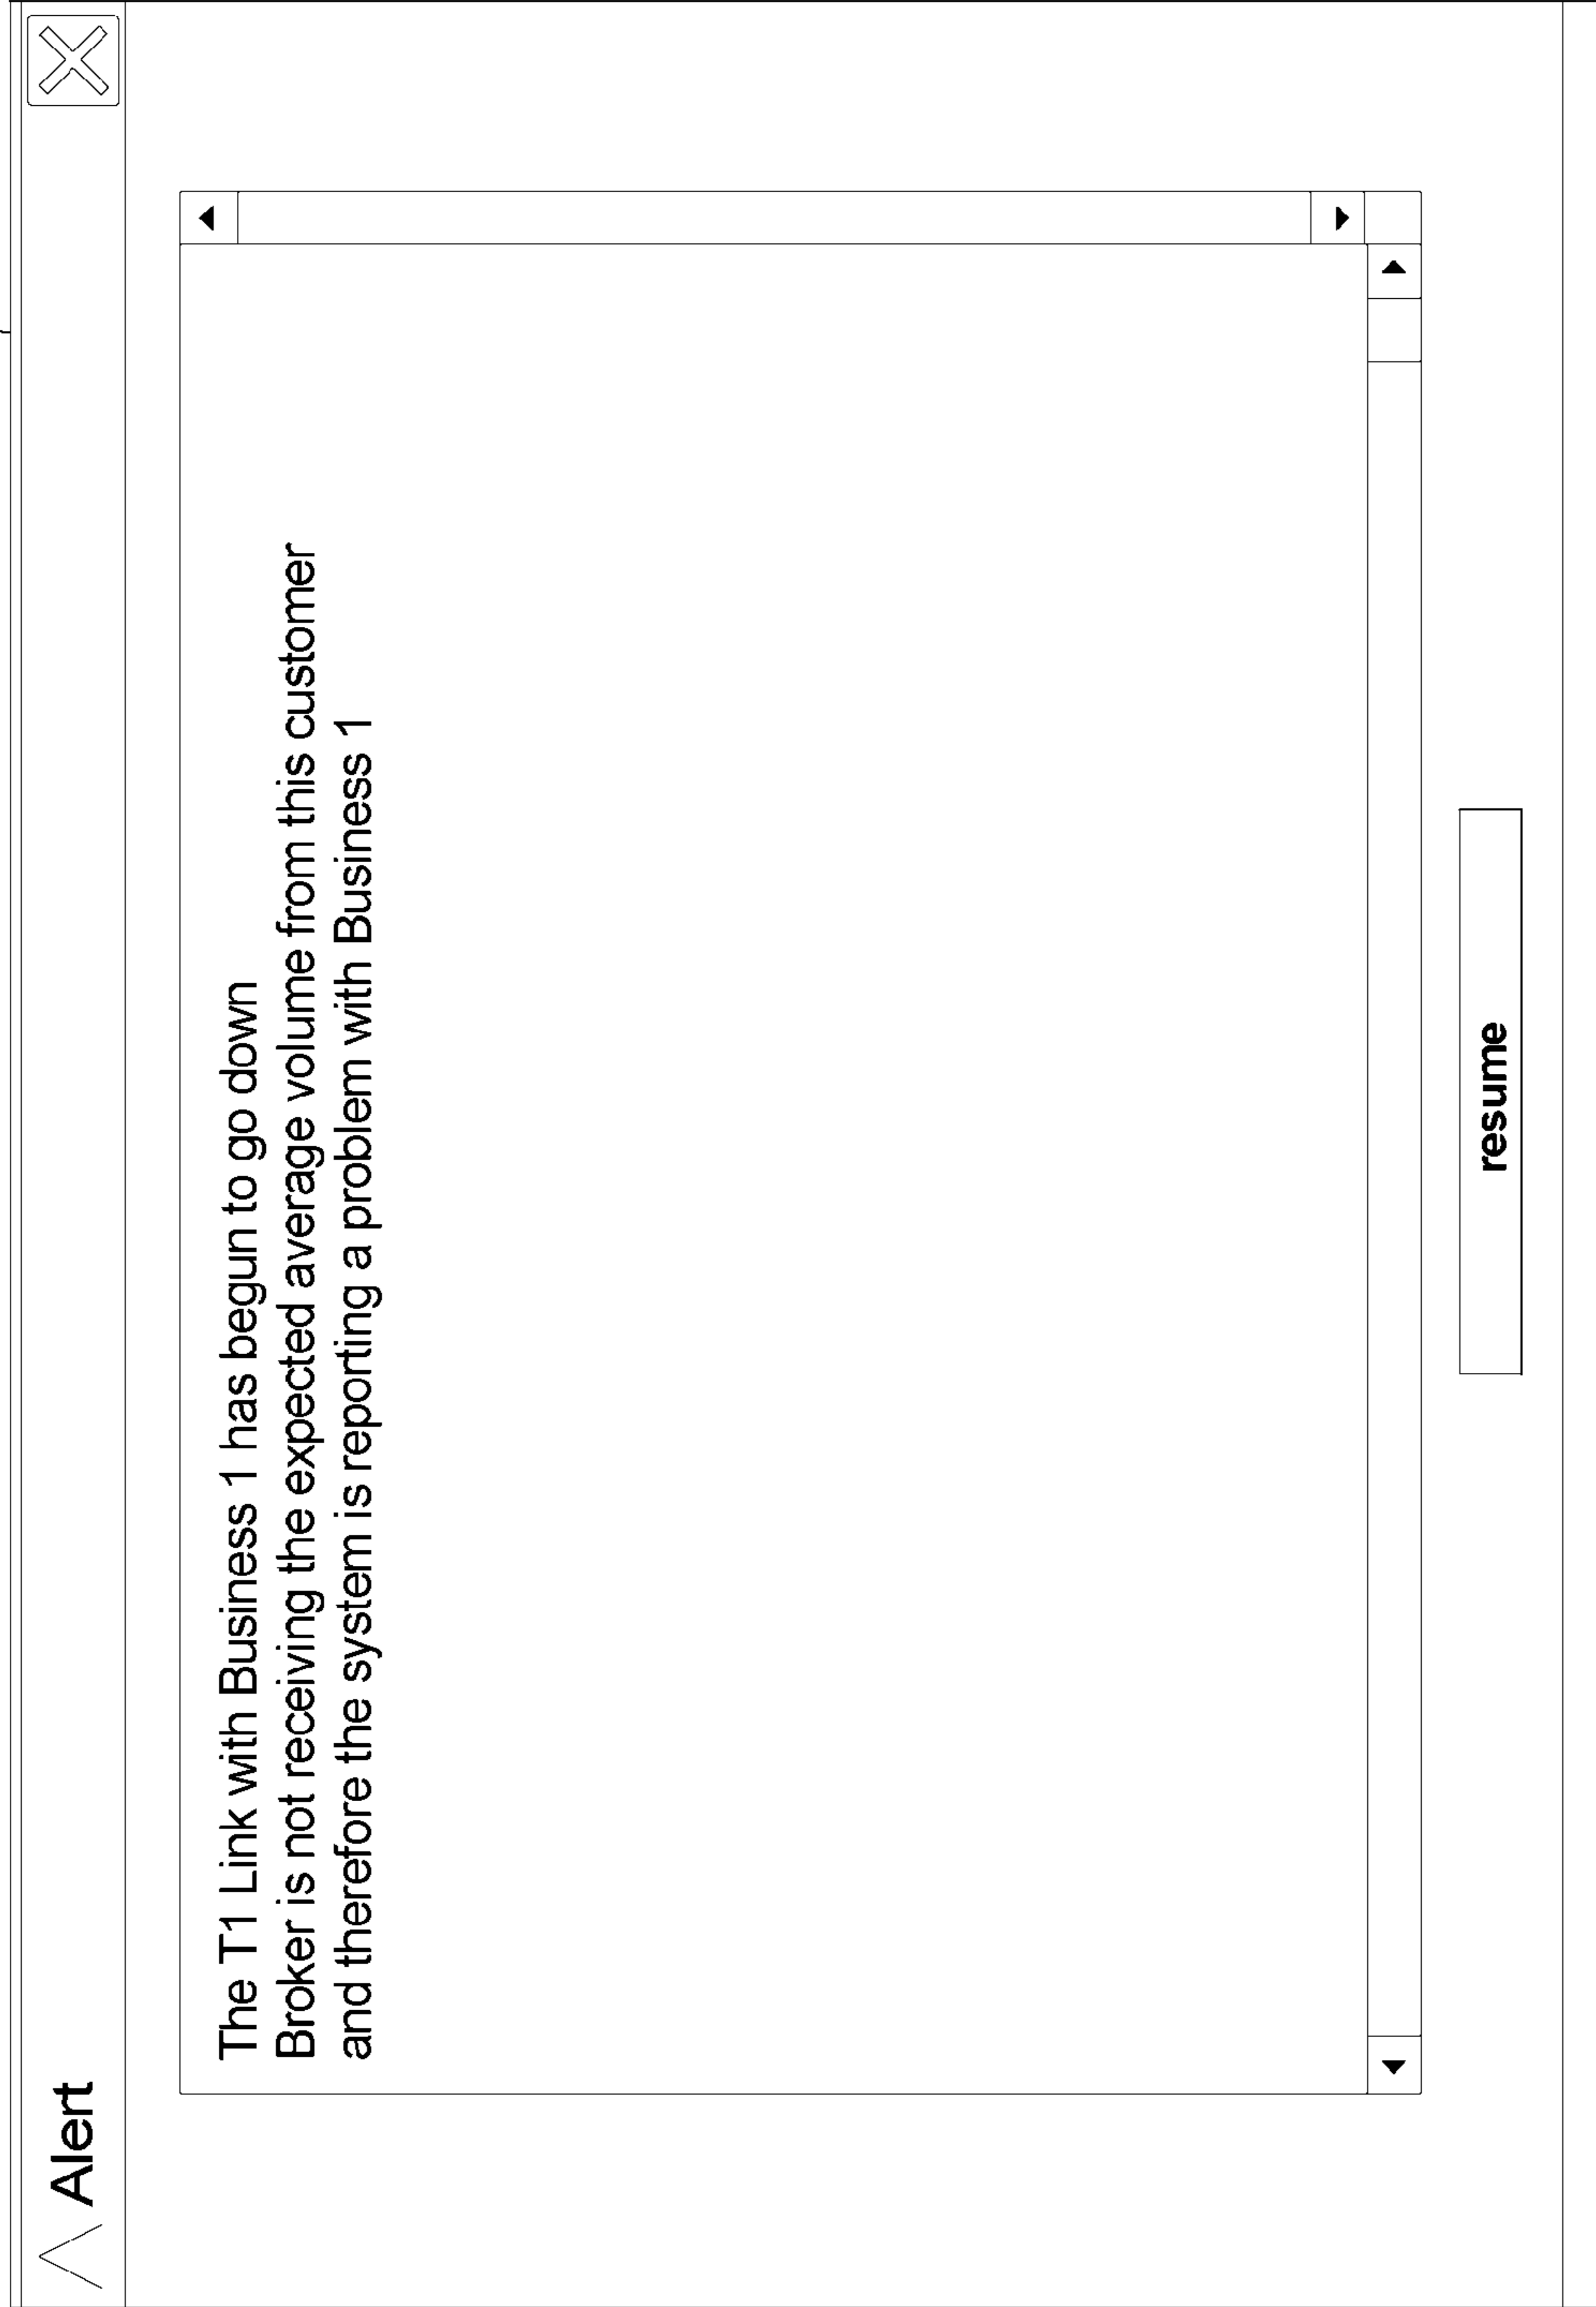 Alert
The T1 Link with Business 1 has begun to go down
Broker is not receiving the expected average volume from this customer
and therefore the system is reporting a problem with Business 1
resume